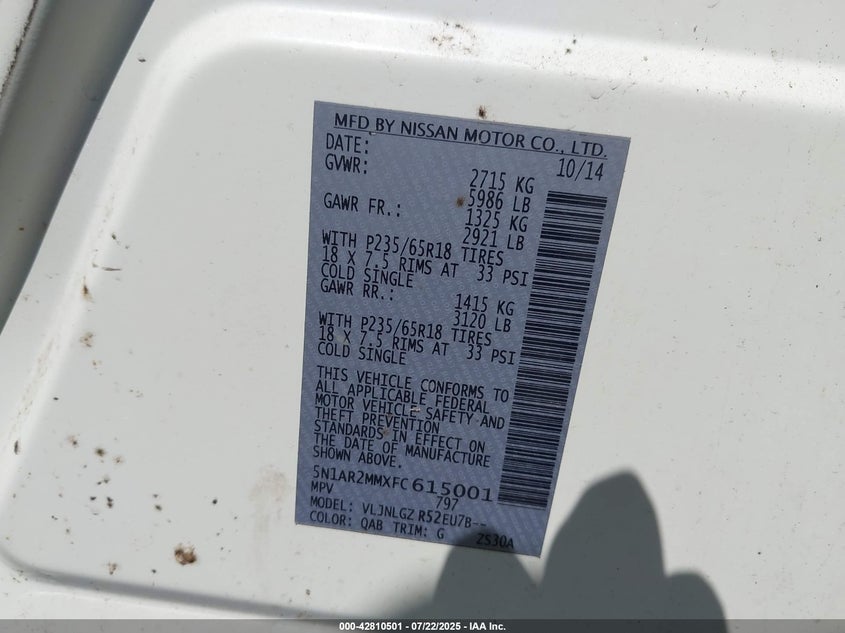 MFD BY NISSAN MOTOR CO., LTD.
DATE: 10/14
GVWR: 2715 KG
5986 LB
GAWR FR.: 1325 KG
2921 LB
WITH P235/65R18 TIRES
18 X 7.5 RIMS AT 33 PSI
COLD SINGLE
GAWR RR.: 1415 KG
3120 LB
WITH P235/65R18 TIRES
18 X 7.5 RIMS AT 33 PSI
COLD SINGLE
THIS VEHICLE CONFORMS TO
ALL APPLICABLE FEDERAL
MOTOR VEHICLE SAFETY AND
THEFT PREVENTION
STANDARDS IN EFFECT ON
THE DATE OF MANUFACTURE
SHOWN ABOVE.
5N1AR2MMXFC615001
MPV 797
MODEL: VLJNLGZ R52EU7B--
COLOR: QAB TRIM: G ZS30A
000-42810501 - 07/22/2025 - IAA Inc.